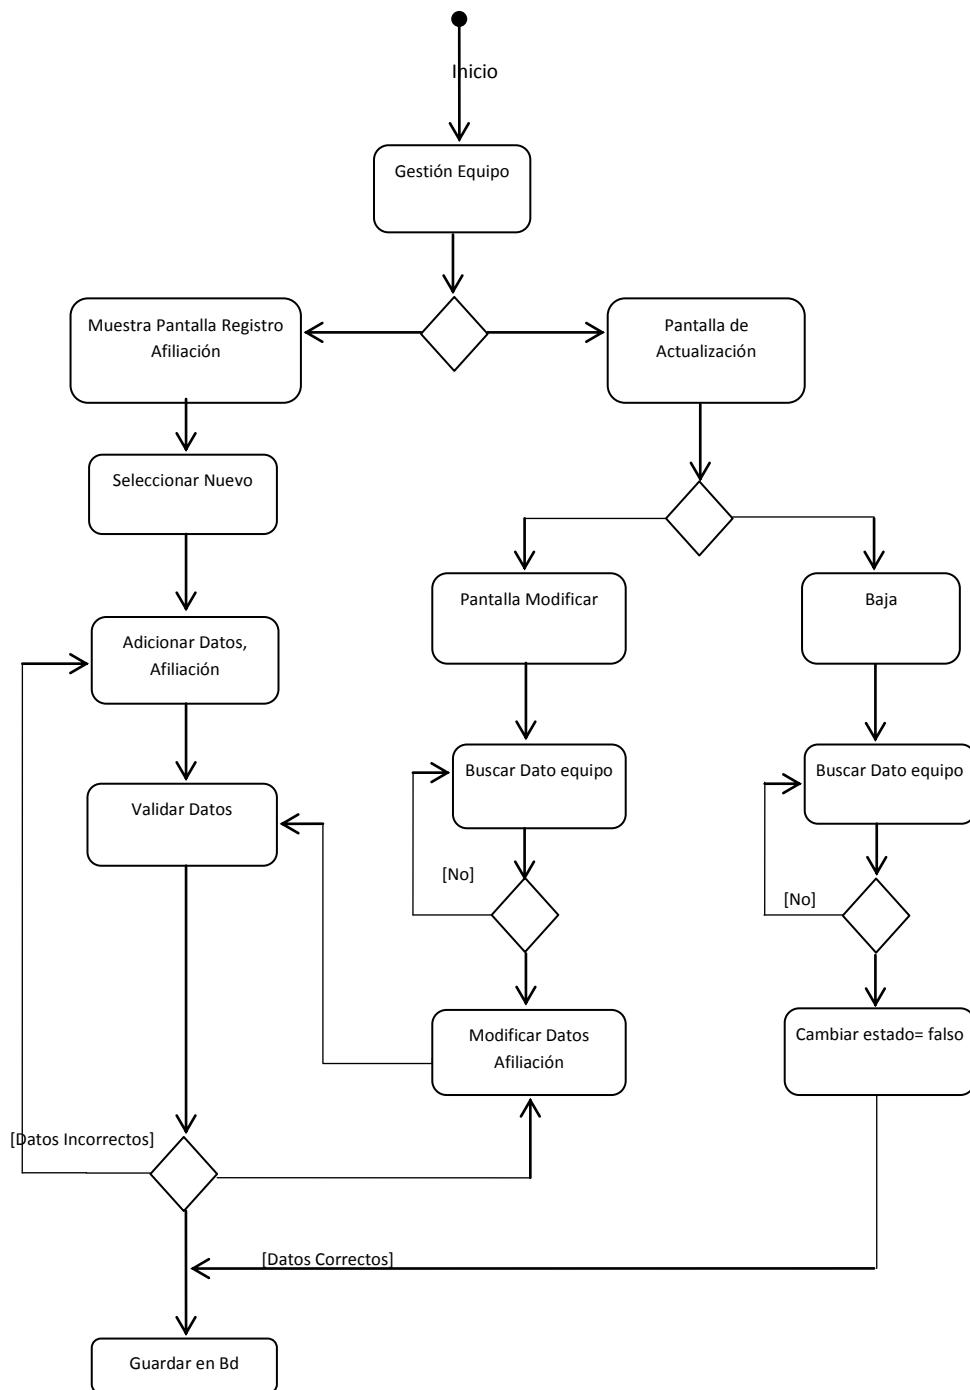 Inicio
Gestión Equipo
Muestra Pantalla Registro
Afiliación
Pantalla de
Actualización
Seleccionar Nuevo
Pantalla Modificar
Baja
Adicionar Datos,
Afiliación
Buscar Dato equipo
Buscar Dato equipo
Validar Datos
[No]
[No]
Modificar Datos
Afiliación
Cambiar estado= falso
[Datos Incorrectos]
[Datos Correctos]
Guardar en Bd